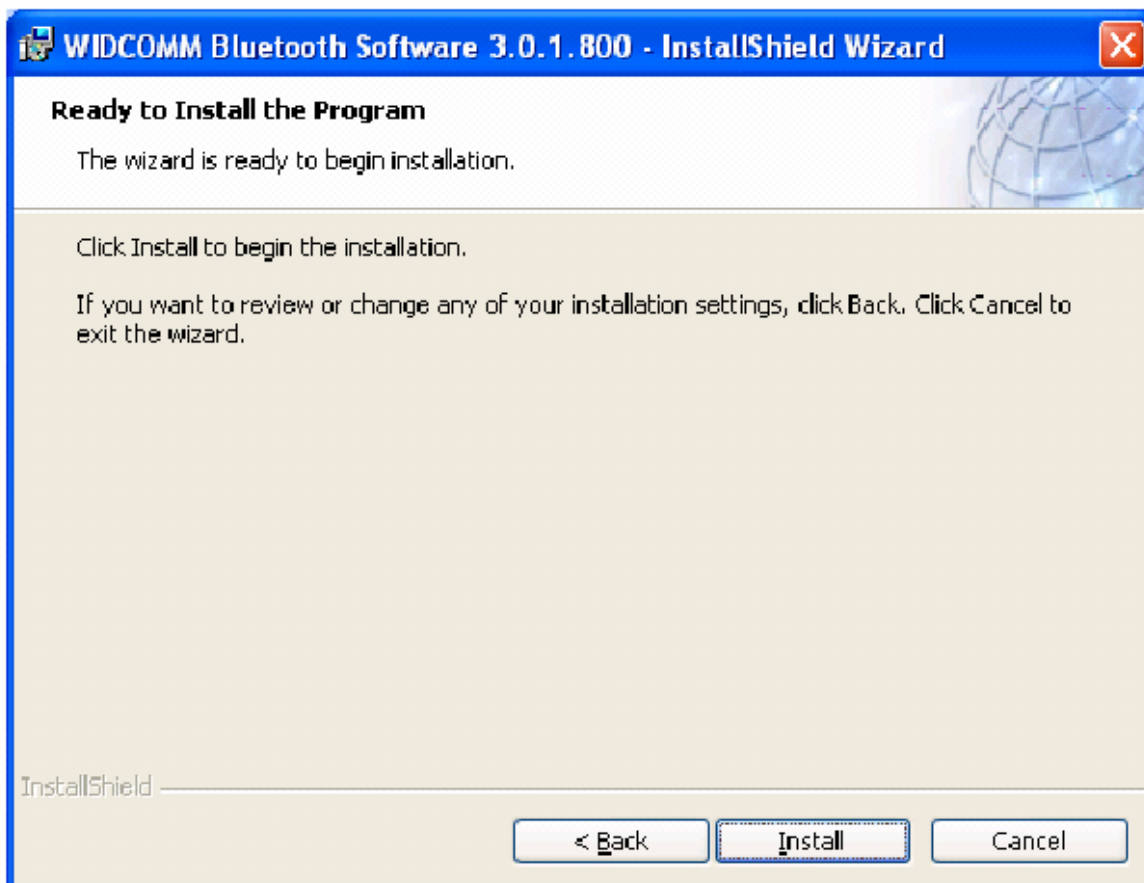 WIDCOMM Bluetooth Software 3.0.1.800 - InstallShield Wizard
Ready to Install the Program
The wizard is ready to begin installation.
Click Install to begin the installation.
If you want to review or change any of your installation settings, click Back. Click Cancel to
exit the wizard.
InstallShield
< Back
Install
Cancel